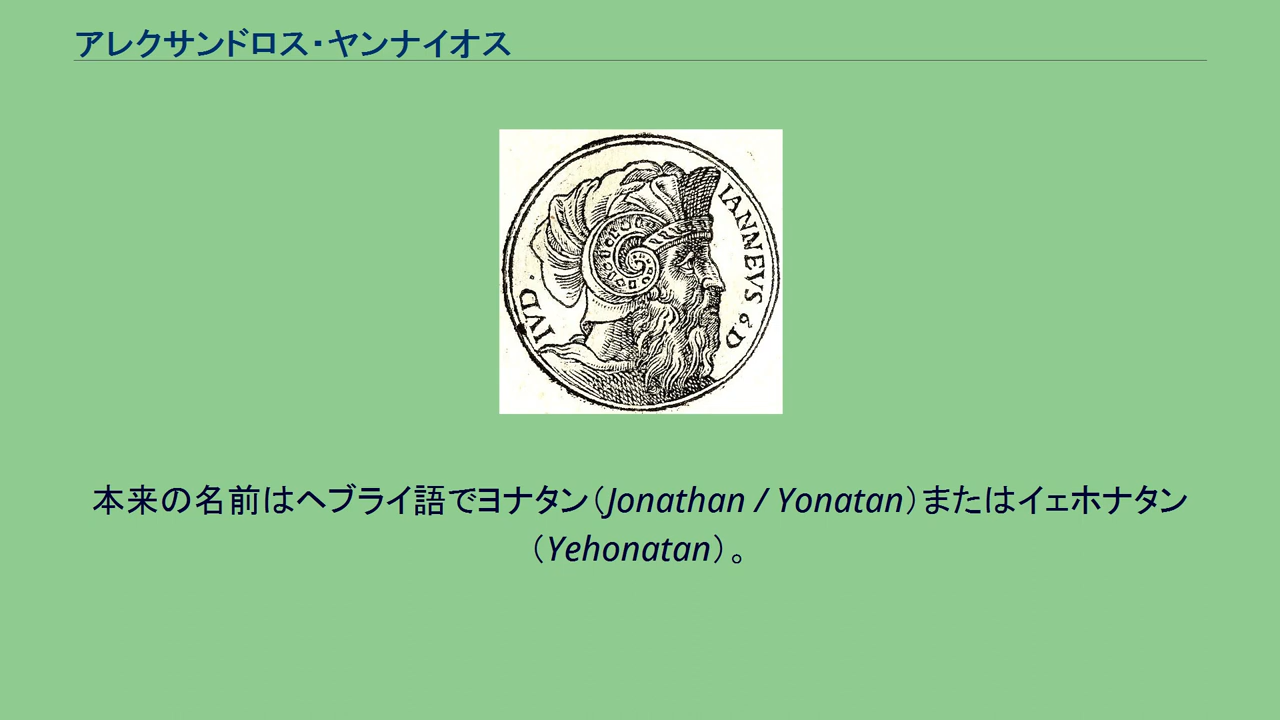 アレクサンドロス・ヤンナイオス
IANNEVS 6 D
IVD .
本来の名前はヘブライ語でヨナタン（Jonathan / Yonatan）またはイェホナタン
（Yehonatan）。